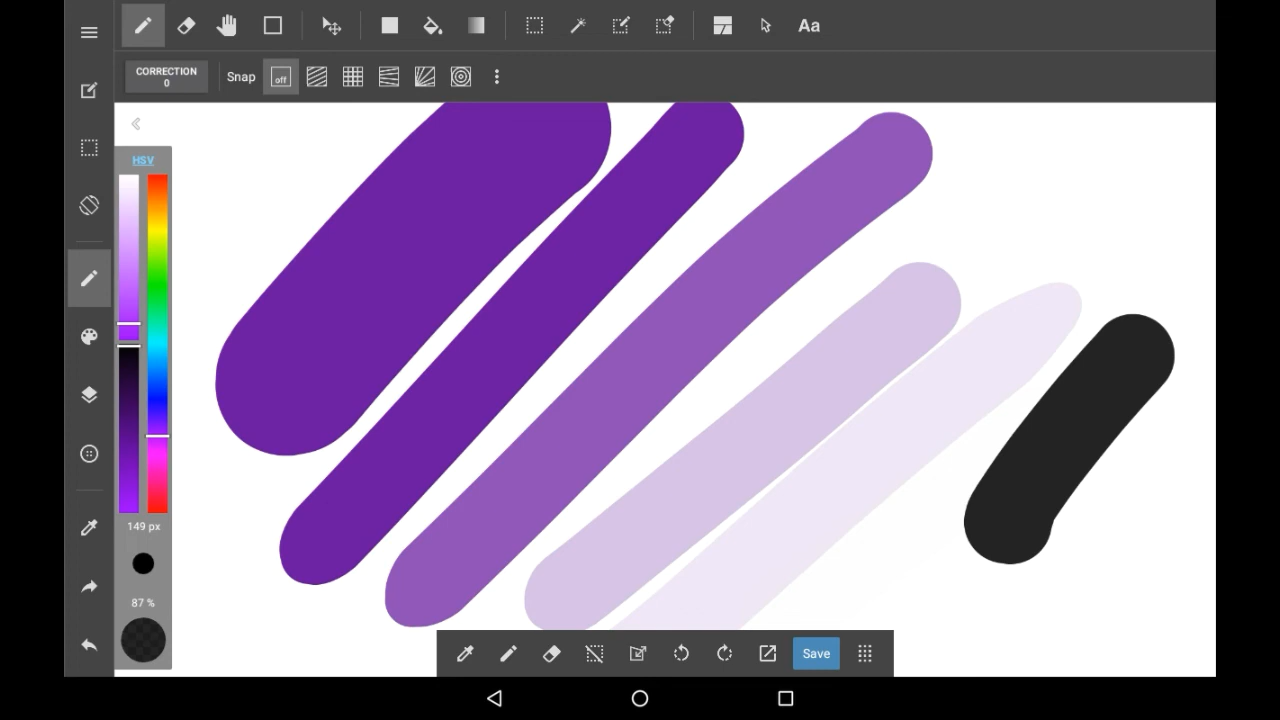 Aa
CORRECTION
0
Snap
off
HSV
149 px
87 %
Save